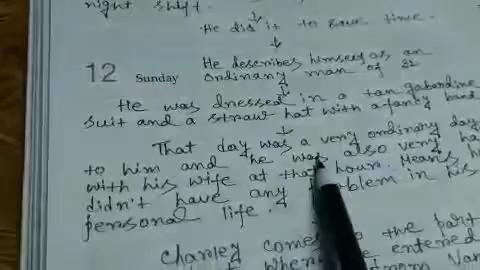 night shift.
He did it to save time.
He describes himself as an
12 Sunday ordinary man of 31
He was dressed in a tan gabardine
suit and a straw hat with a fancy band
That day was a very ordinary day
to him and he was also very
with his wife at that hour. Means
didn't have any problem in his
personal life.
Charley comes to the part
where entered